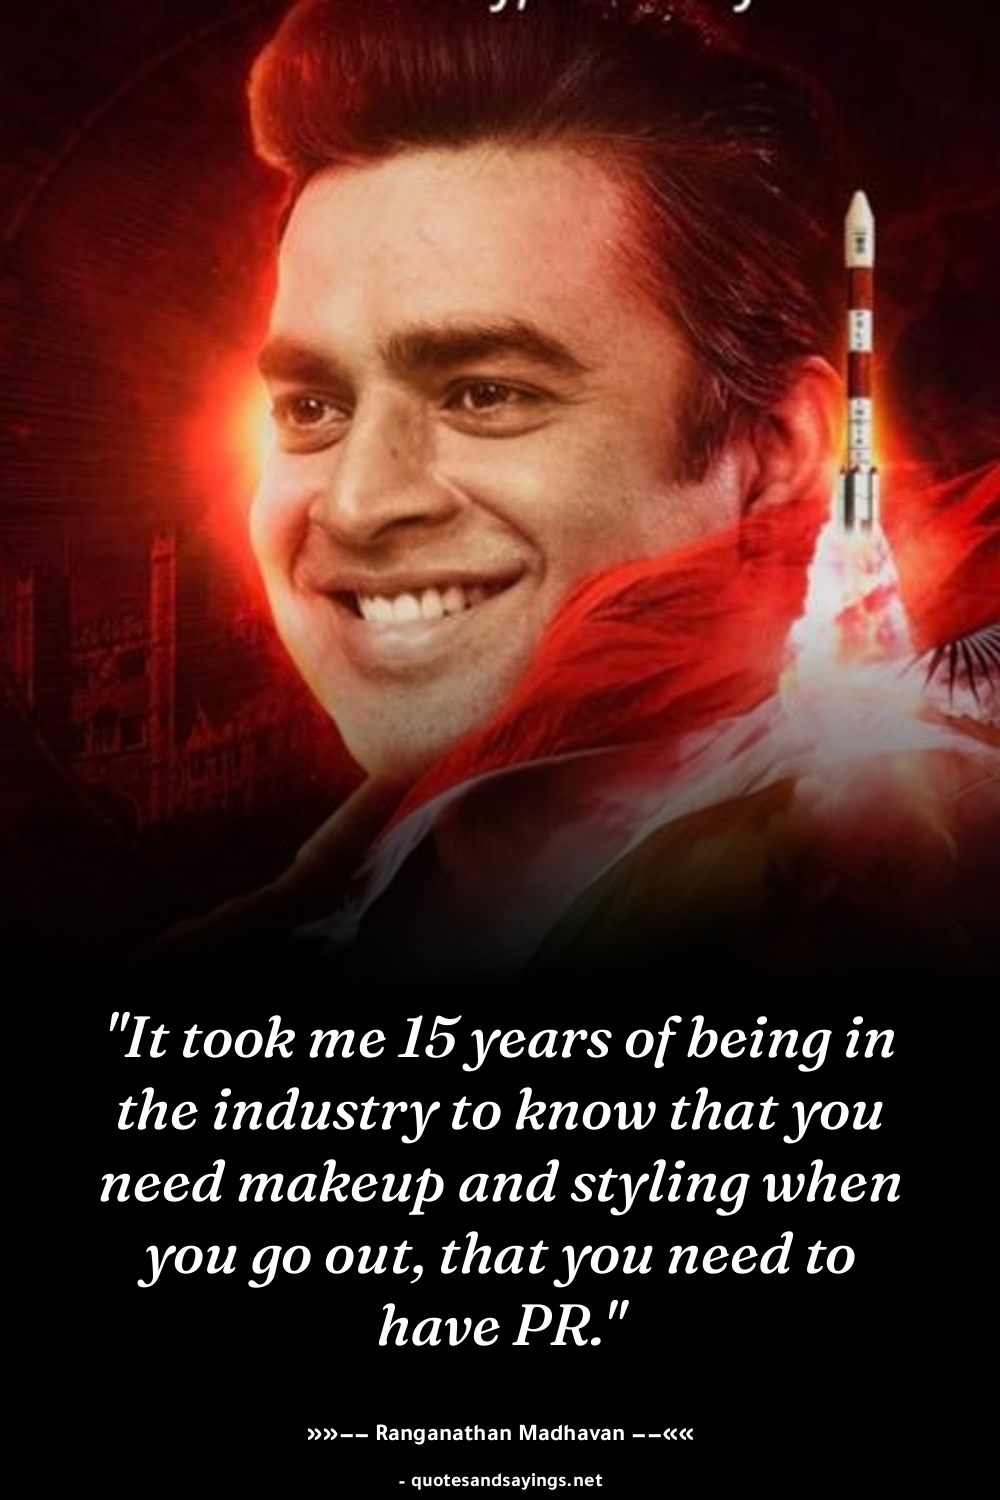 "It took me 15 years of being in
the industry to know that you
need makeup and styling when
you go out, that you need to
have PR."
»»–– Ranganathan Madhavan ––««
- quotesandsayings.net